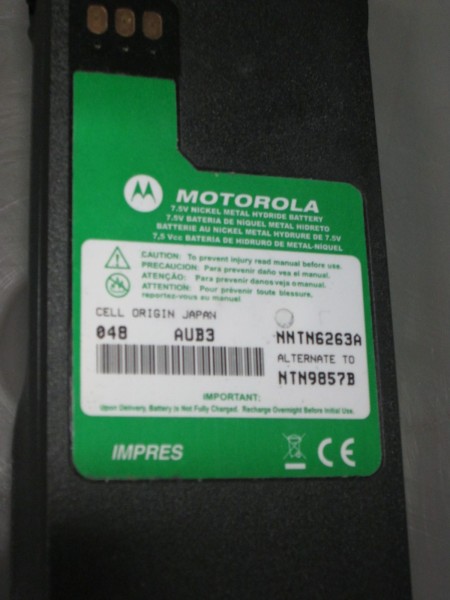 MOTOROLA
7.5V NICKEL METAL HYDRIDE BATTERY
7.5V BATERIA DE NIQUEL METAL HIDRETO
BATTERIE AU NICKEL METAL HYDRURE DE 7.5V
7,5 Vcc BATERIA DE HIDRURO DE METAL-NIQUEL
CAUTION: To prevent injury read manual before use.
PRECAUCION: Para prevenir daño vea al manual.
ATENÇÃO: Para prevenir danos veja o manual.
ATTENTION: Pour prévenir toute blessure,
reportez-vous au manual.
CELL ORIGIN JAPAN
048 AUB3 NNTN6263A
ALTERNATE TO
NTN9857B
IMPORTANT:
Upon Delivery, Battery is Not Fully Charged. Recharge Overnight Before Initial Use.
IMPRES CE